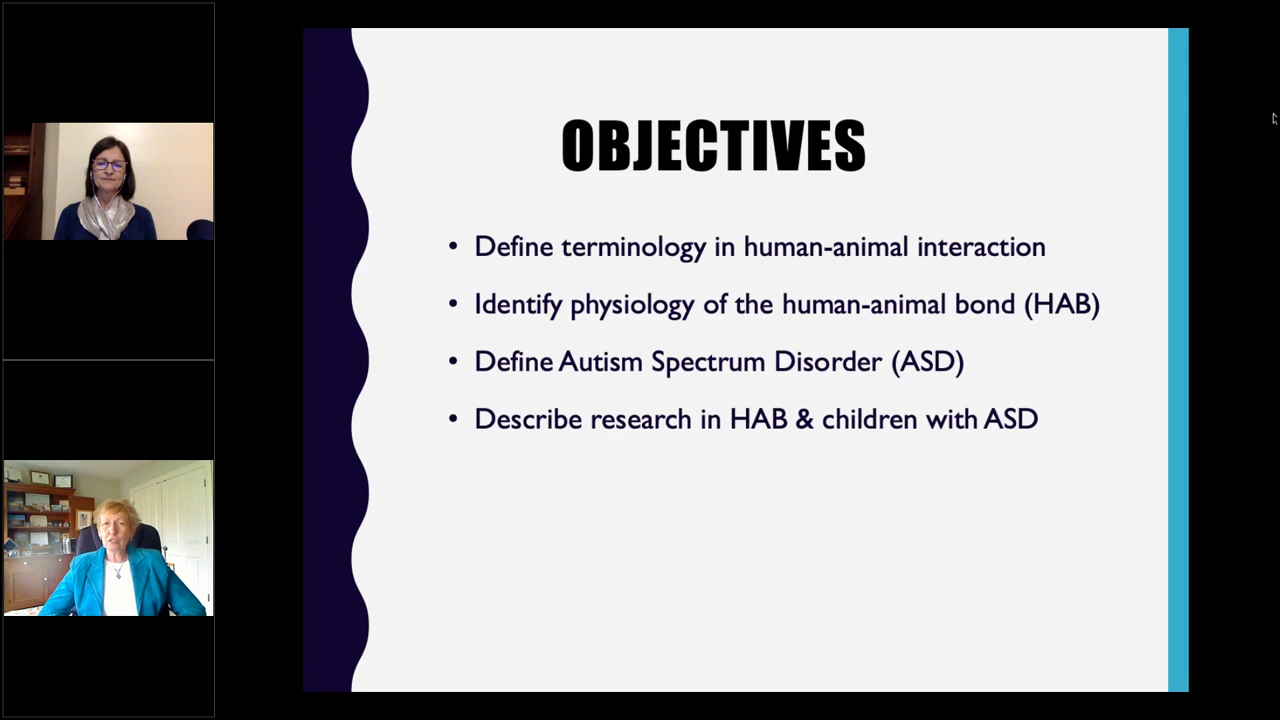 OBJECTIVES
• Define terminology in human-animal interaction
• Identify physiology of the human-animal bond (HAB)
• Define Autism Spectrum Disorder (ASD)
• Describe research in HAB & children with ASD